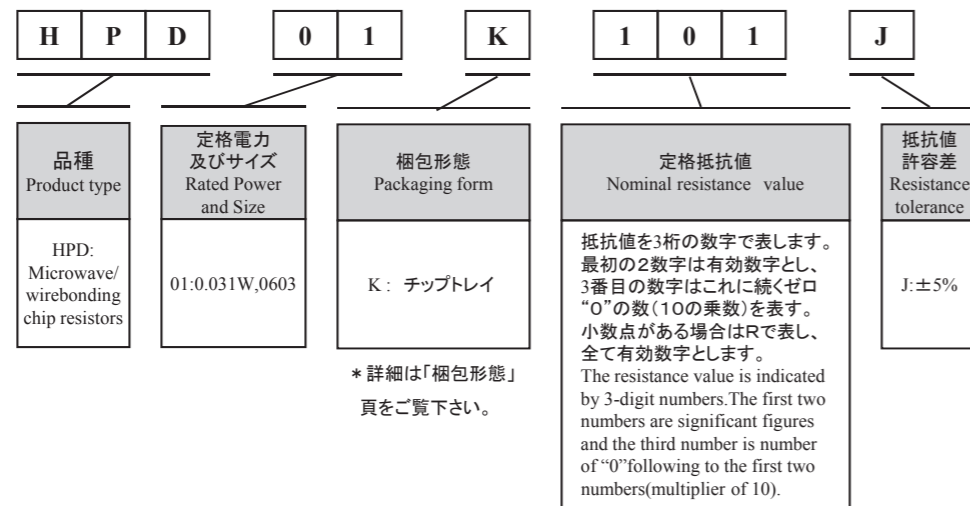 H P D 0 1 K 1 0 1 J
品種
Product type
HPD:
Microwave/
wirebonding
chip resistors
定格電力
及びサイズ
Rated Power
and Size
01:0.031W,0603
梱包形態
Packaging form
K : チップトレイ
*詳細は「梱包形態」
頁をご覧下さい。
定格抵抗値
Nominal resistance value
抵抗値を3桁の数字で表します。
最初の2数字は有効数字とし、
3番目の数字はこれに続くゼロ
“0”の数(10の乗数)を表す。
小数点がある場合はRで表し、
全て有効数字とします。
The resistance value is indicated
by 3-digit numbers.The first two
numbers are significant figures
and the third number is number
of “0”following to the first two
numbers(multiplier of 10).
抵抗値
許容差
Resistance
tolerance
J:±5%